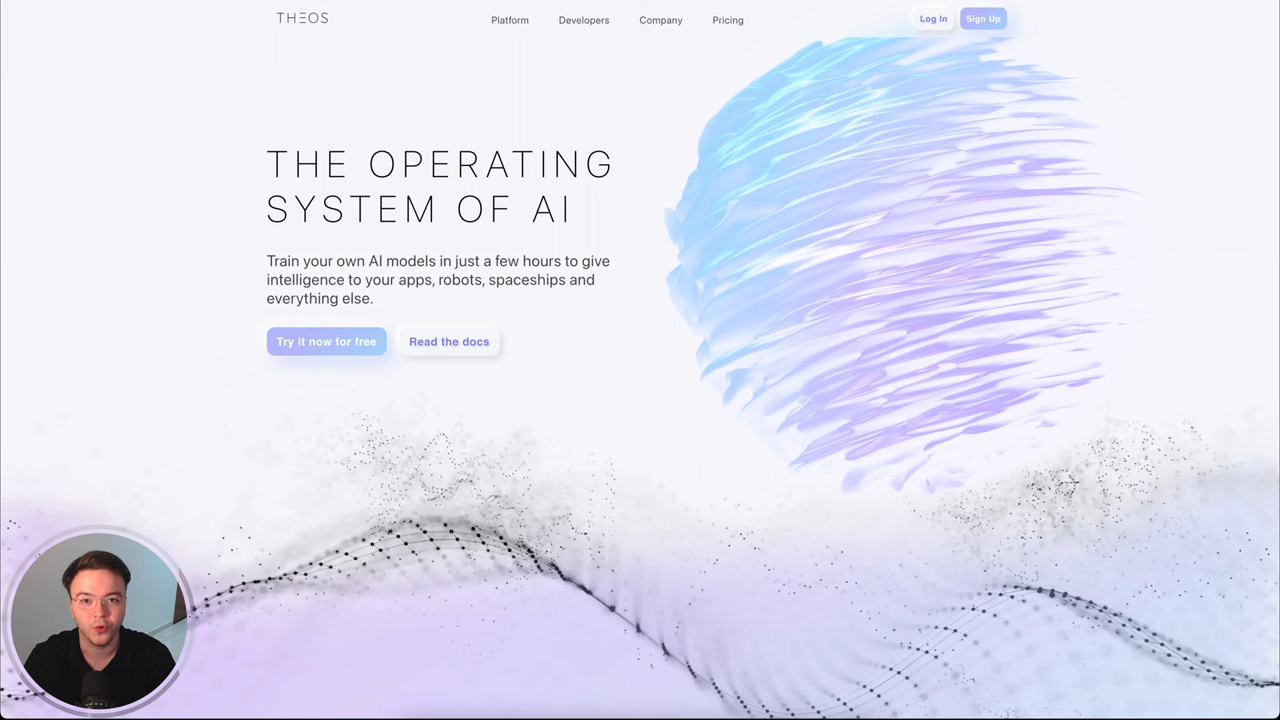 THEOS
Platform
Developers
Company
Pricing
Log In
Sign Up
THE OPERATING
SYSTEM OF AI
Train your own AI models in just a few hours to give
intelligence to your apps, robots, spaceships and
everything else.
Try it now for free
Read the docs